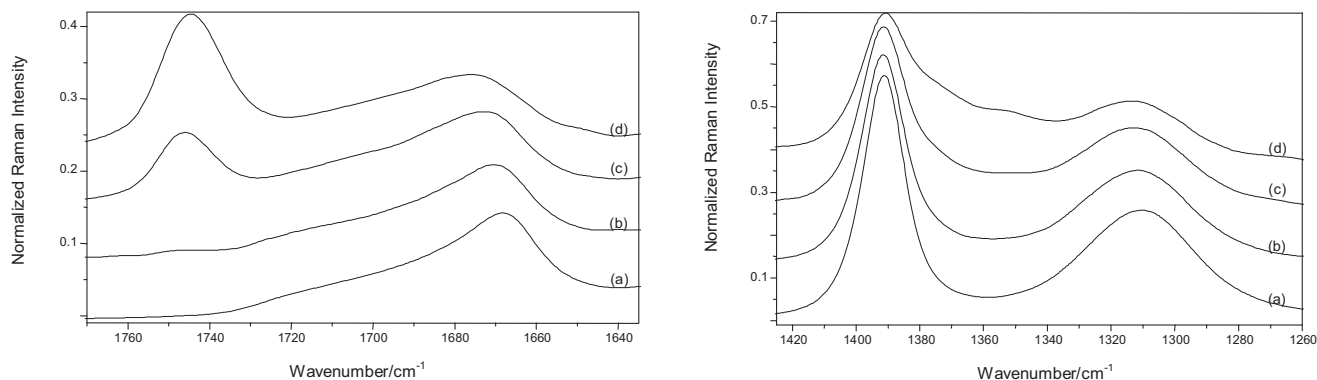 Normalized Raman Intensity
0.4
0.3
0.2
0.1
(d)
(c)
(b)
(a)
1760 1740 1720 1700 1680 1660 1640
Wavenumber/cm⁻¹
Normalized Raman Intensity
0.7
0.5
0.3
0.1
(d)
(c)
(b)
(a)
1420 1400 1380 1360 1340 1320 1300 1280 1260
Wavenumber/cm⁻¹